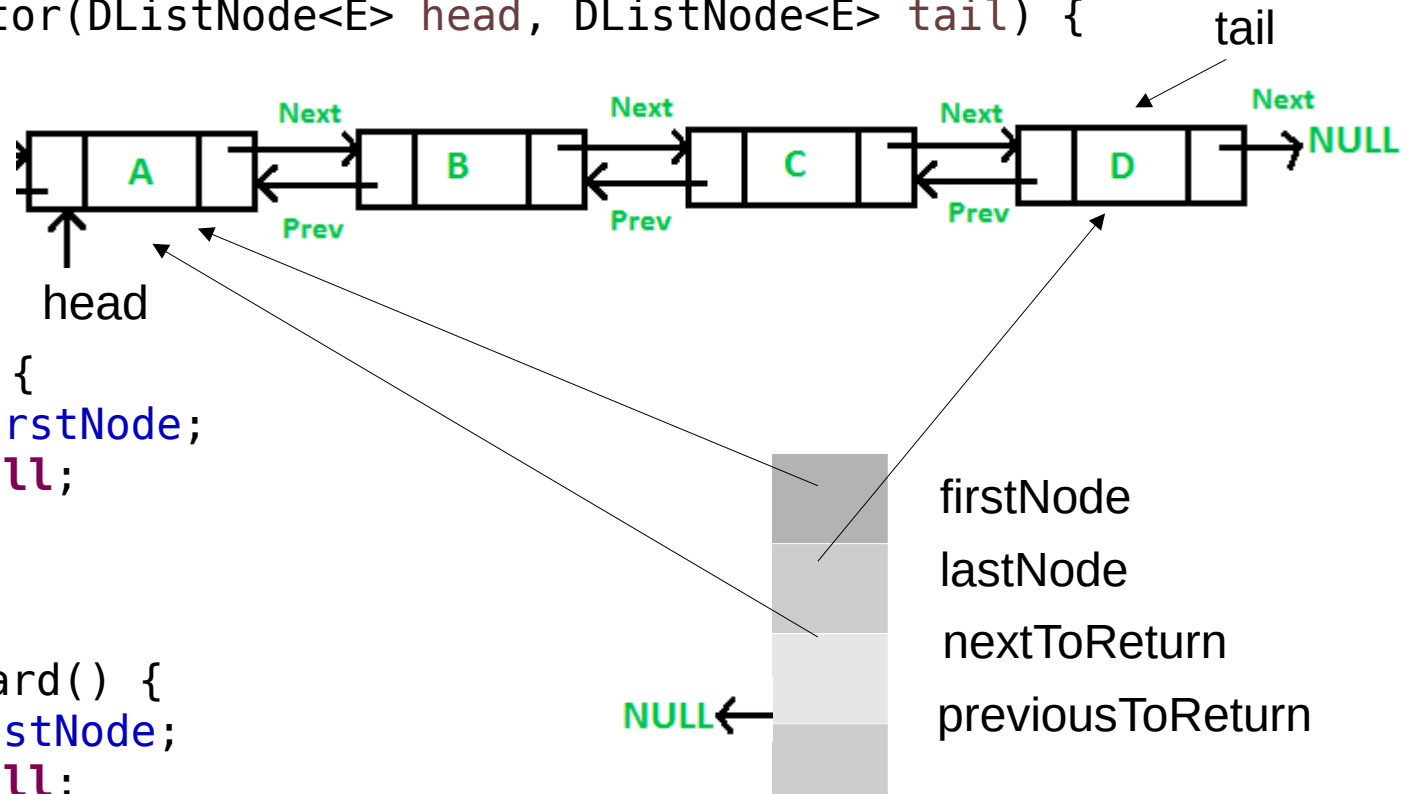 tor(DListNode<E> head, DListNode<E> tail) {
tail
Next Next Next Next
A B C D NULL
Prev Prev Prev
head
{
rstNode;
ll;
firstNode
lastNode
nextToReturn
ard() {
stNode;
NULL previousToReturn
ll;